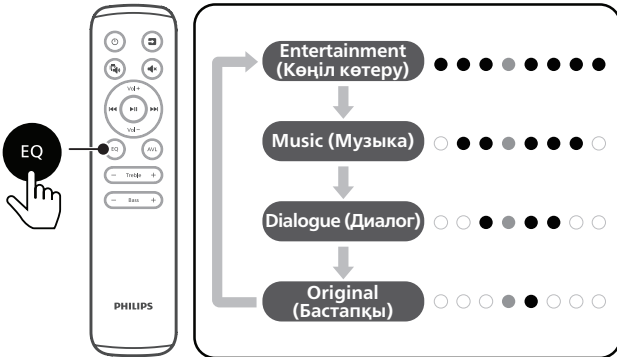 Vol+
Vol–
EQ
EQ
AVL
– Treble +
– Bass +
PHILIPS
Entertainment
(Көңіл көтеру)
Music (Музыка)
Dialogue (Диалог)
Original
(Бастапқы)